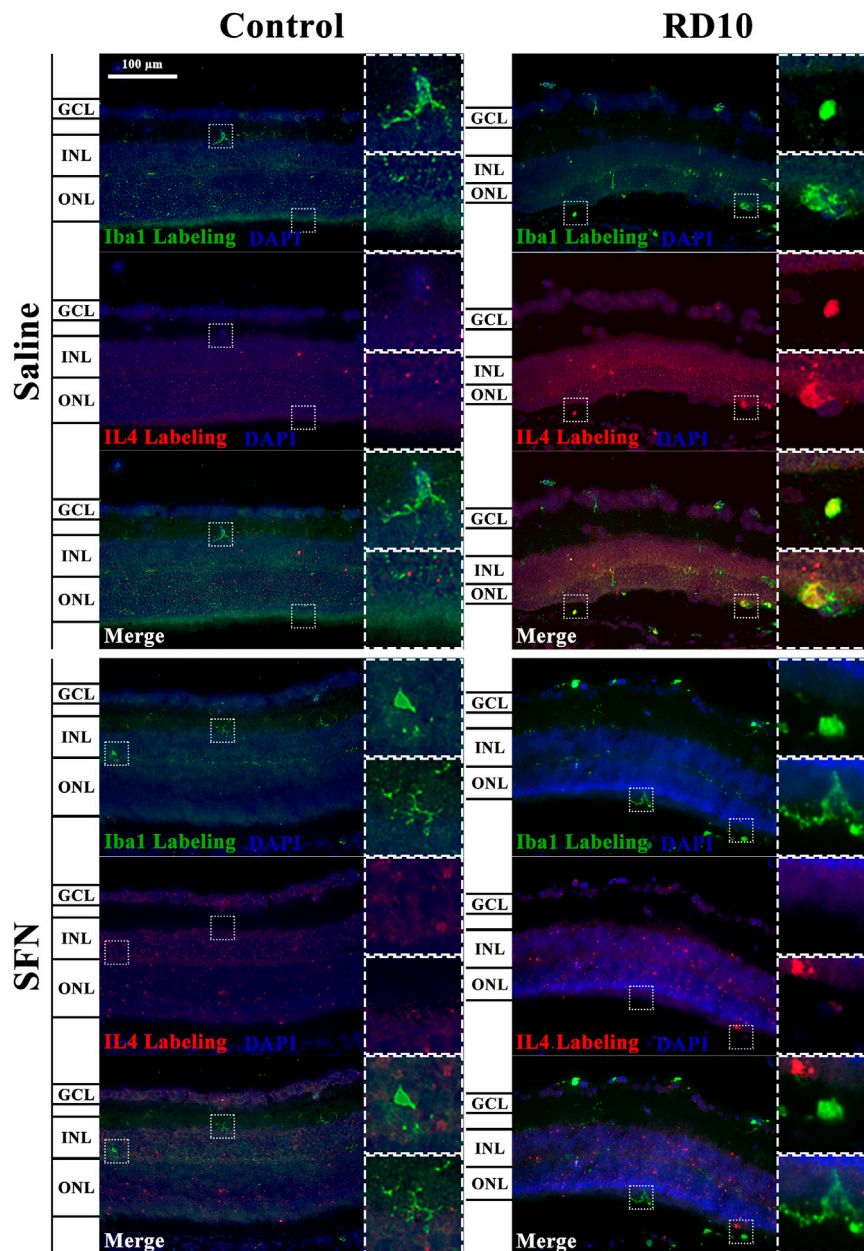 Control
RD10
100 µm
GCL
INL
ONL
Iba1 Labeling DAPI
GCL
INL
ONL
Iba1 Labeling DAPI
Saline
GCL
INL
ONL
IL4 Labeling DAPI
GCL
INL
ONL
IL4 Labeling DAPI
GCL
INL
ONL
Merge
GCL
INL
ONL
Merge
SFN
GCL
INL
ONL
Iba1 Labeling DAPI
GCL
INL
ONL
Iba1 Labeling DAPI
GCL
INL
ONL
IL4 Labeling DAPI
GCL
INL
ONL
IL4 Labeling DAPI
GCL
INL
ONL
Merge
GCL
INL
ONL
Merge